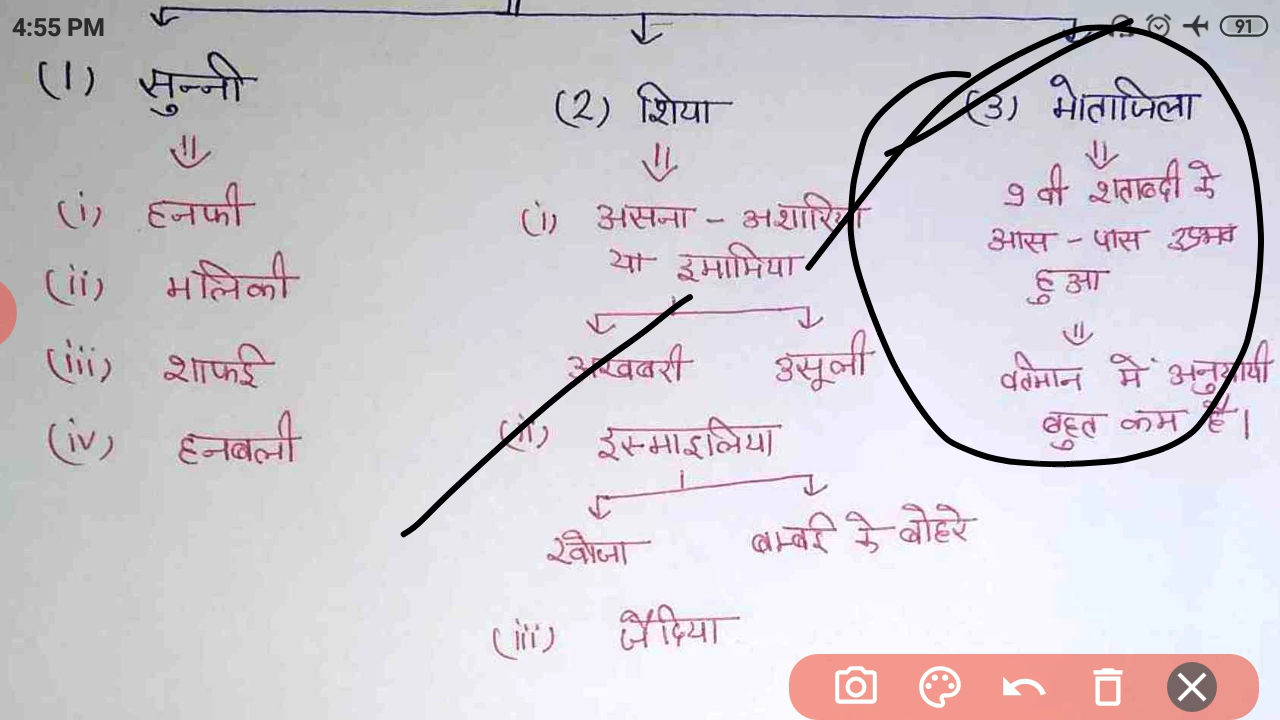 4:55 PM
91
(1) सुन्नी
(i) हनफी
(ii) मलिकी
(iii) शाफई
(iv) हनबली
(2) शिया
(i) असना - अशारिया
या इमामिया
अखबरी उसूली
(ii) इस्माइलिया
खोजा बम्बई के बोहरे
(iii) जैदिया
(3) मोताजिला
9 वी शताब्दी के
आस - पास उद्भव
हुआ
वर्तमान में अनुयायी
बहुत कम है।